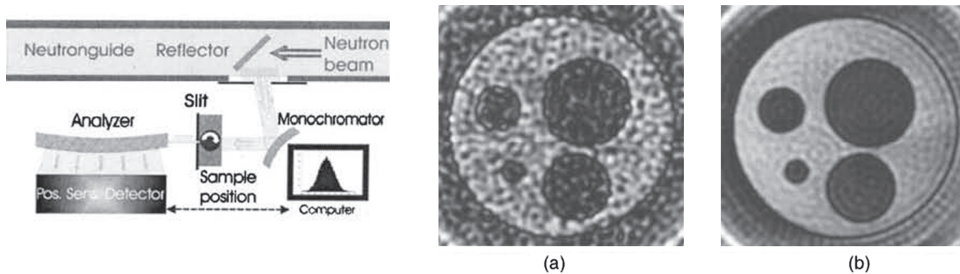 Neutronguide Reflector Neutron
beam
Slit
Analyzer
Monochromator
Pos. Sens. Detector
Sample
position
Computer
(a)
(b)